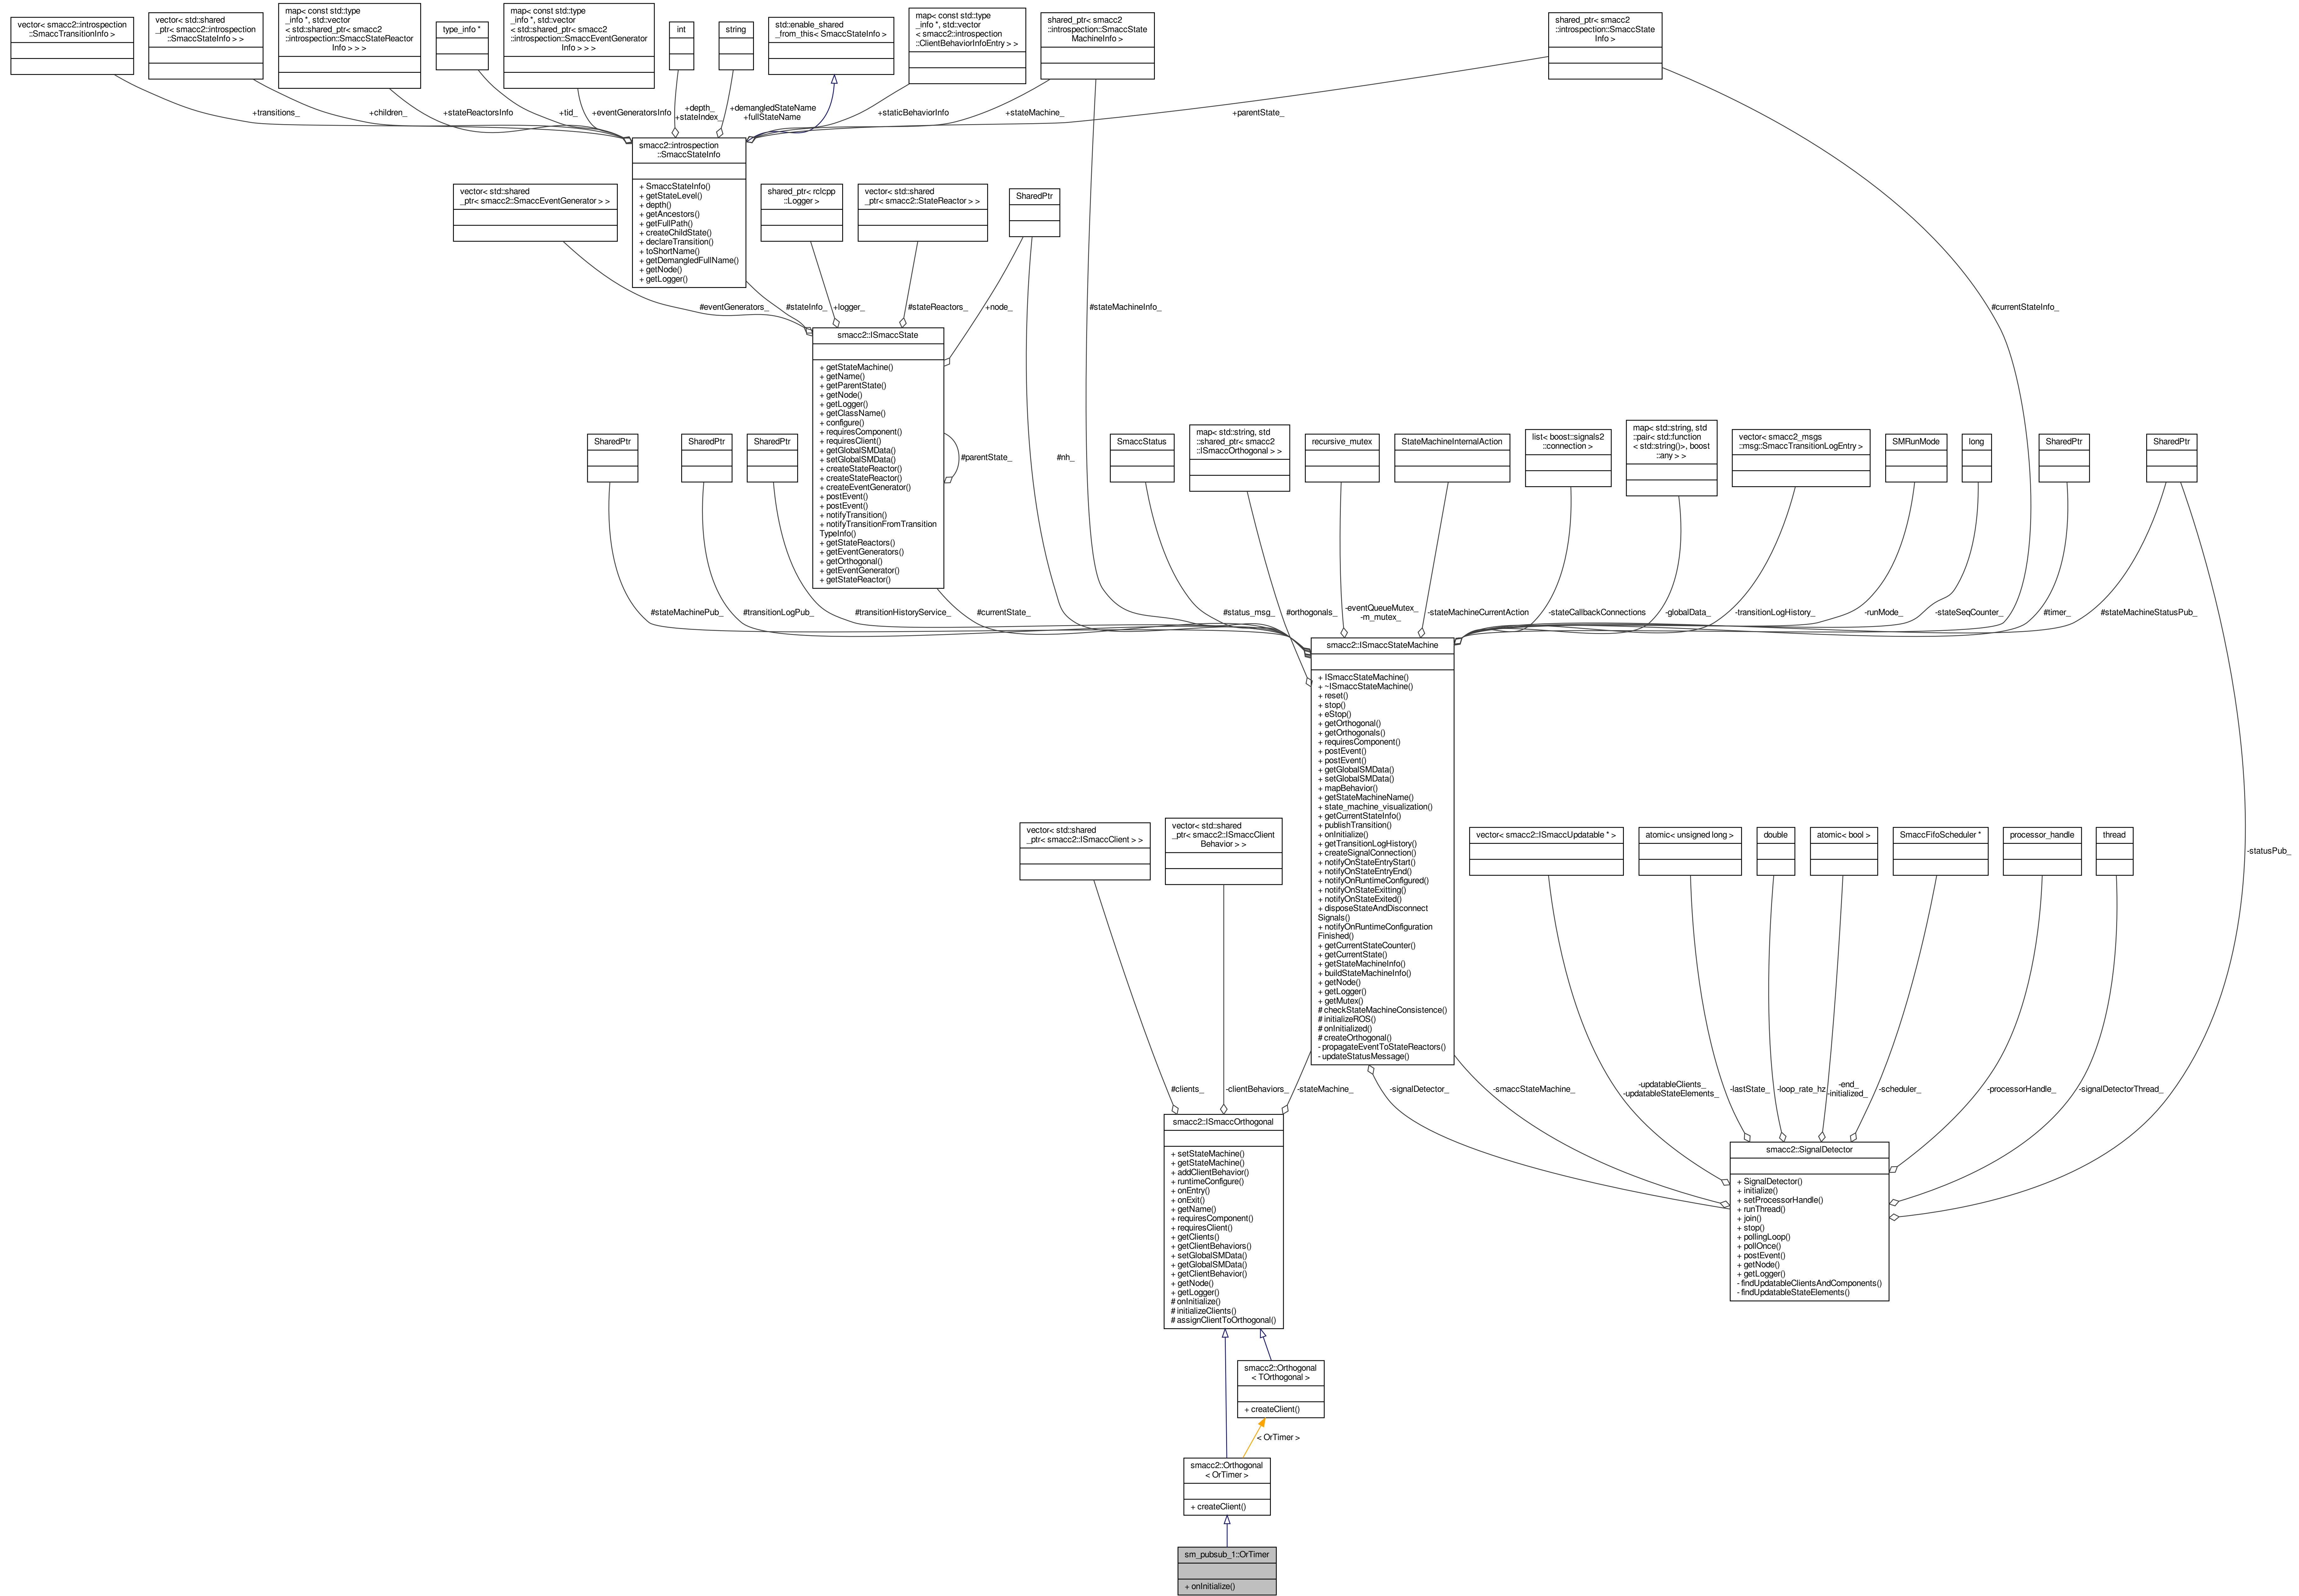 vector< smacc2::introspection
::SmaccTransitionInfo >
vector< std::shared
_ptr< smacc2::introspection
::SmaccStateInfo > >
map< const std::type
_info *, std::vector
< std::shared_ptr< smacc2
::introspection::SmaccStateReactor
Info > > >
type_info *
map< const std::type
_info *, std::vector
< std::shared_ptr< smacc2
::introspection::SmaccEventGenerator
Info > > >
int
string
std::enable_shared
_from_this< SmaccStateInfo >
map< const std::type
_info *, std::vector
< smacc2::introspection
::ClientBehaviorInfoEntry > >
shared_ptr< smacc2
::introspection::SmaccState
MachineInfo >
shared_ptr< smacc2
::introspection::SmaccState
Info >
+transitions_
+children_
+stateReactorsInfo
+tid_
+eventGeneratorsInfo
+depth_
+stateIndex_
+demangledStateName
+fullStateName
+staticBehaviorInfo
+stateMachine_
+parentState_
smacc2::introspection
::SmaccStateInfo
+ SmaccStateInfo()
+ getStateLevel()
+ depth()
+ getAncestors()
+ getFullPath()
+ createChildState()
+ declareTransition()
+ toShortName()
+ getDemangledFullName()
+ getNode()
+ getLogger()
vector< std::shared
_ptr< smacc2::SmaccEventGenerator > >
shared_ptr< rclcpp
::Logger >
vector< std::shared
_ptr< smacc2::StateReactor > >
SharedPtr
#eventGenerators_
#stateInfo_
+logger_
#stateReactors_
+node_
#stateMachineInfo_
#currentStateInfo_
smacc2::ISmaccState
+ getStateMachine()
+ getName()
+ getParentState()
+ getNode()
+ getLogger()
+ getClassName()
+ configure()
+ requiresComponent()
+ requiresClient()
+ getGlobalSMData()
+ setGlobalSMData()
+ createStateReactor()
+ createStateReactor()
+ createEventGenerator()
+ postEvent()
+ postEvent()
+ notifyTransition()
+ notifyTransitionFromTransition
TypeInfo()
+ getStateReactors()
+ getEventGenerators()
+ getOrthogonal()
+ getEventGenerator()
+ getStateReactor()
#parentState_
#nh_
SharedPtr
SharedPtr
SharedPtr
SmaccStatus
map< std::string, std
::shared_ptr< smacc2
::ISmaccOrthogonal > >
recursive_mutex
StateMachineInternalAction
list< boost::signals2
::connection >
map< std::string, std
::pair< std::function
< std::string()>, boost
::any > >
vector< smacc2_msgs
::msg::SmaccTransitionLogEntry >
SMRunMode
long
SharedPtr
SharedPtr
#stateMachinePub_
#transitionLogPub_
#transitionHistoryService_
#currentState_
#status_msg_
#orthogonals_
-eventQueueMutex_
-m_mutex_
-stateMachineCurrentAction
-stateCallbackConnections
-globalData_
-transitionLogHistory_
-runMode_
-stateSeqCounter_
#timer_
#stateMachineStatusPub_
smacc2::ISmaccStateMachine
+ ISmaccStateMachine()
+ ~ISmaccStateMachine()
+ reset()
+ stop()
+ eStop()
+ getOrthogonal()
+ getOrthogonals()
+ requiresComponent()
+ postEvent()
+ postEvent()
+ getGlobalSMData()
+ setGlobalSMData()
+ mapBehavior()
+ getStateMachineName()
+ state_machine_visualization()
+ getCurrentStateInfo()
+ publishTransition()
+ onInitialize()
+ getTransitionLogHistory()
+ createSignalConnection()
+ notifyOnStateEntryStart()
+ notifyOnStateEntryEnd()
+ notifyOnRuntimeConfigured()
+ notifyOnStateExitting()
+ notifyOnStateExited()
+ disposeStateAndDisconnect
Signals()
+ notifyOnRuntimeConfiguration
Finished()
+ getCurrentStateCounter()
+ getCurrentState()
+ getStateMachineInfo()
+ buildStateMachineInfo()
+ getNode()
+ getLogger()
+ getMutex()
# checkStateMachineConsistence()
# initializeROS()
# onInitialized()
# createOrthogonal()
- propagateEventToStateReactors()
- updateStatusMessage()
vector< std::shared
_ptr< smacc2::ISmaccClient > >
vector< std::shared
_ptr< smacc2::ISmaccClient
Behavior > >
vector< smacc2::ISmaccUpdatable * >
atomic< unsigned long >
double
atomic< bool >
SmaccFifoScheduler *
processor_handle
thread
-statusPub_
#clients_
-clientBehaviors_
-stateMachine_
-signalDetector_
-smaccStateMachine_
-updatableClients_
-updatableStateElements_
-lastState_
-loop_rate_hz
-end_
-initialized_
-scheduler_
-processorHandle_
-signalDetectorThread_
smacc2::ISmaccOrthogonal
+ setStateMachine()
+ getStateMachine()
+ addClientBehavior()
+ runtimeConfigure()
+ onEntry()
+ onExit()
+ getName()
+ requiresComponent()
+ requiresClient()
+ getClients()
+ getClientBehaviors()
+ setGlobalSMData()
+ getGlobalSMData()
+ getClientBehavior()
+ getNode()
+ getLogger()
# onInitialize()
# initializeClients()
# assignClientToOrthogonal()
smacc2::SignalDetector
+ SignalDetector()
+ initialize()
+ setProcessorHandle()
+ runThread()
+ join()
+ stop()
+ pollingLoop()
+ pollOnce()
+ postEvent()
+ getNode()
+ getLogger()
- findUpdatableClientsAndComponents()
- findUpdatableStateElements()
smacc2::Orthogonal
< TOrthogonal >
+ createClient()
< OrTimer >
smacc2::Orthogonal
< OrTimer >
+ createClient()
sm_pubsub_1::OrTimer
+ onInitialize()